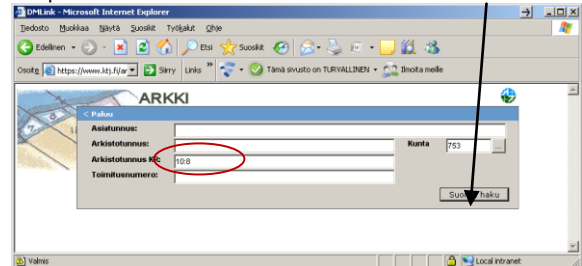 DMLink - Microsoft Internet Explorer
Tiedosto Muokkaa Näytä Suosikit Työkalut Ohje
Edellinen Etsi Suosikit
Osoite https://www.ktj.fi/ar Siirry Links » Tämä sivusto on TURVALLINEN Ilmoita meille
ARKKI
< Paluu
Asiatunnus:
Arkistotunnus: Kunta 753 ...
Arkistotunnus KR: 10:8
Toimitusnumero:
haku
Valmis Local intranet